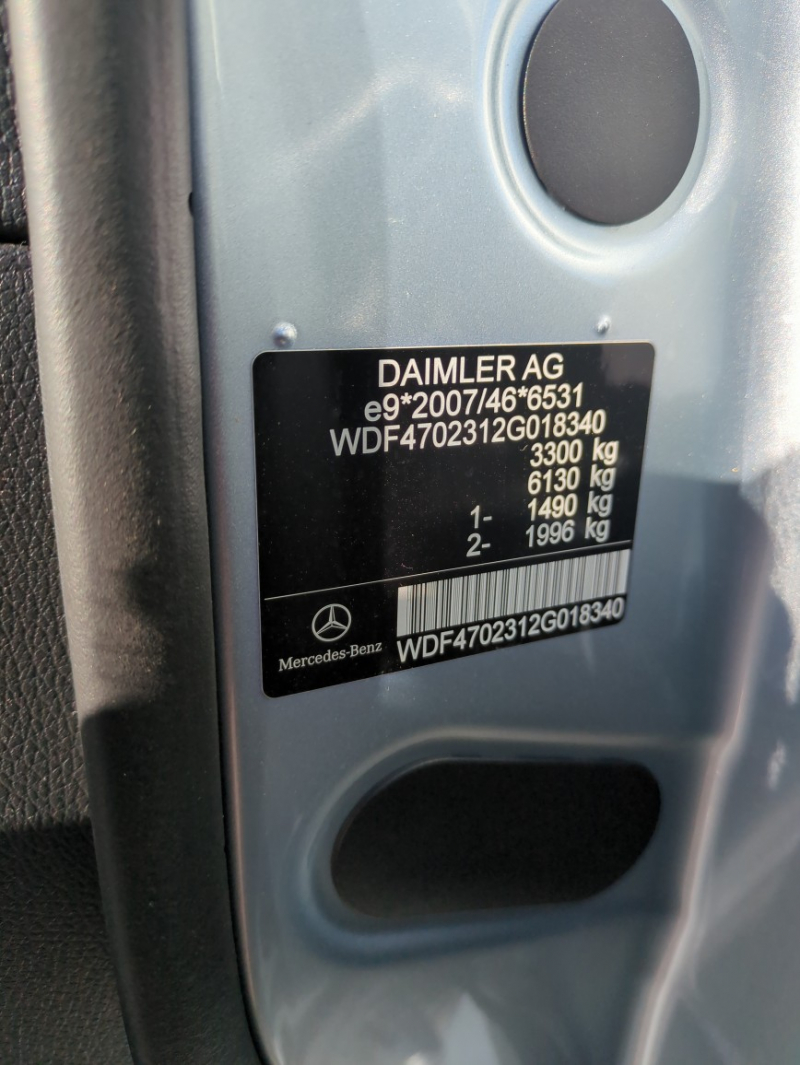 DAIMLER AG
e9*2007/46*6531
WDF4702312G018340
3300 kg
6130 kg
1- 1490 kg
2- 1996 kg
Mercedes-Benz
WDF4702312G018340